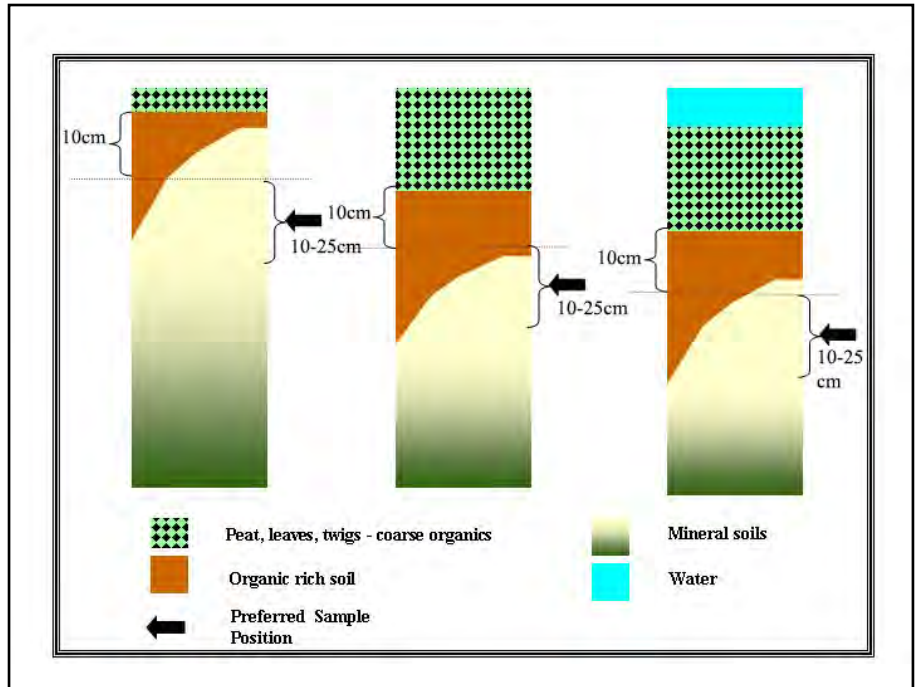 10cm
10-25cm
10cm
10-25cm
10cm
10-25
cm
Peat, leaves, twigs - coarse organics
Mineral soils
Organic rich soil
Water
Preferred Sample
Position